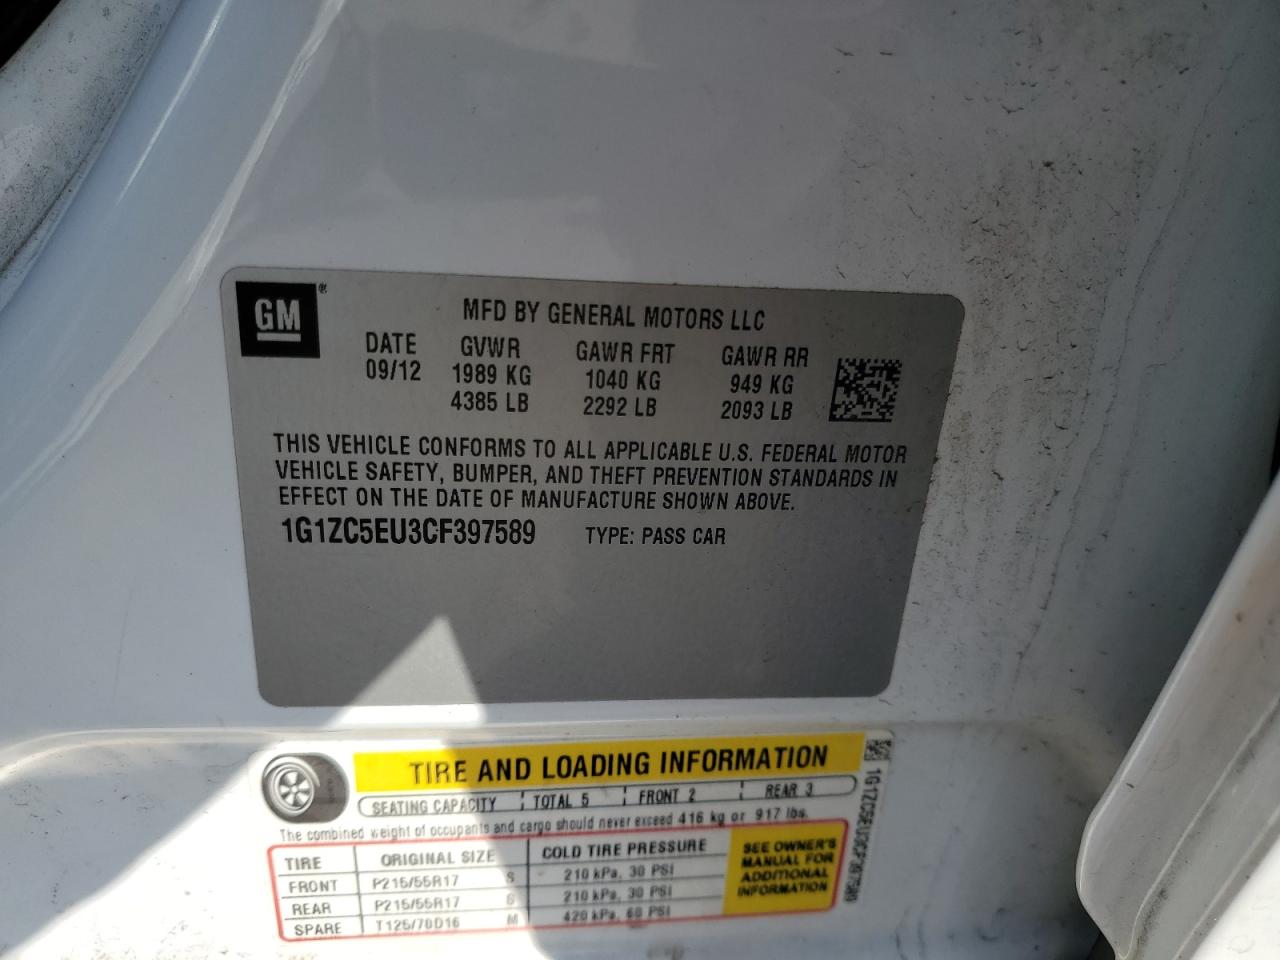 GM®
MFD BY GENERAL MOTORS LLC
DATE GVWR GAWR FRT GAWR RR
09/12 1989 KG 1040 KG 949 KG
4385 LB 2292 LB 2093 LB
THIS VEHICLE CONFORMS TO ALL APPLICABLE U.S. FEDERAL MOTOR
VEHICLE SAFETY, BUMPER, AND THEFT PREVENTION STANDARDS IN
EFFECT ON THE DATE OF MANUFACTURE SHOWN ABOVE.
1G1ZC5EU3CF397589 TYPE: PASS CAR
TIRE AND LOADING INFORMATION
SEATING CAPACITY TOTAL 5 FRONT 2 REAR 3
The combined weight of occupants and cargo should never exceed 416 kg or 917 lbs.
TIRE ORIGINAL SIZE COLD TIRE PRESSURE
FRONT P215/55R17 S 210 kPa, 30 PSI
REAR P215/55R17 S 210 kPa, 30 PSI
SPARE T125/70D16 M 420 kPa, 60 PSI
SEE OWNER'S
MANUAL FOR
ADDITIONAL
INFORMATION
1G1ZC5EU3CF397589